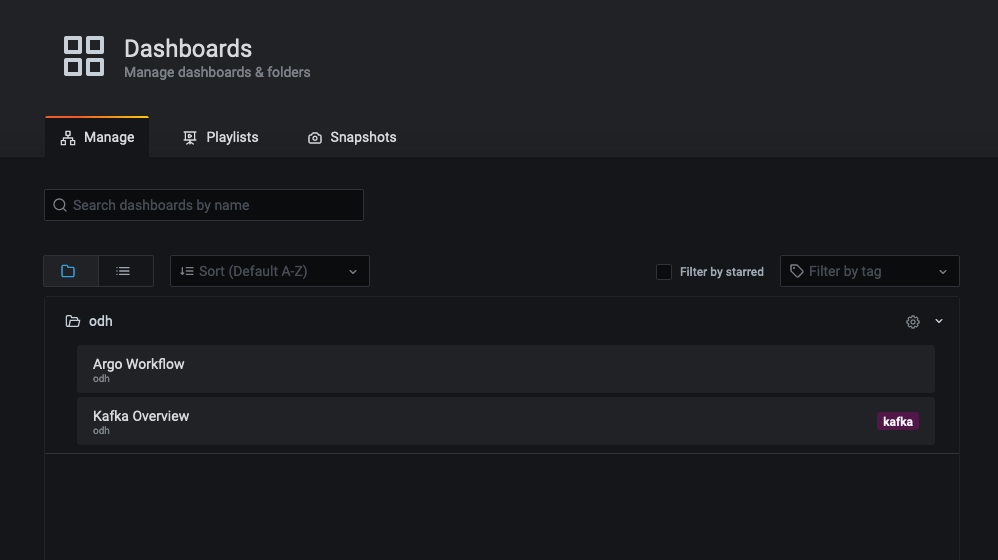 Dashboards
Manage dashboards & folders
Manage
Playlists
Snapshots
Search dashboards by name
Sort (Default A-Z)
Filter by starred
Filter by tag
odh
Argo Workflow
odh
Kafka Overview
odh
kafka